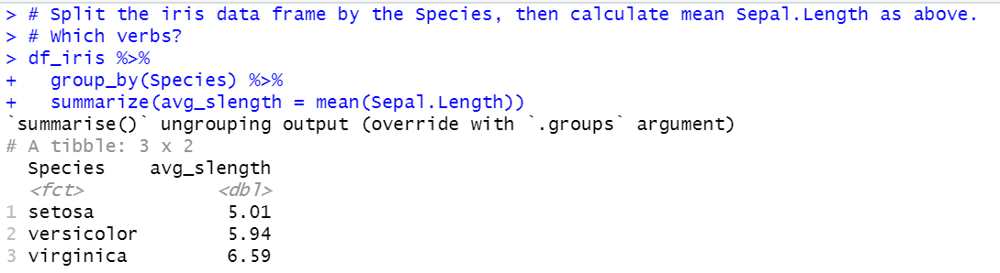 > # Split the iris data frame by the Species, then calculate mean Sepal.Length as above.
> # Which verbs?
> df_iris %>%
+   group_by(Species) %>%
+   summarize(avg_slength = mean(Sepal.Length))
`summarise()` ungrouping output (override with `.groups` argument)
# A tibble: 3 x 2
  Species    avg_slength
  <fct>            <dbl>
1 setosa            5.01
2 versicolor        5.94
3 virginica         6.59